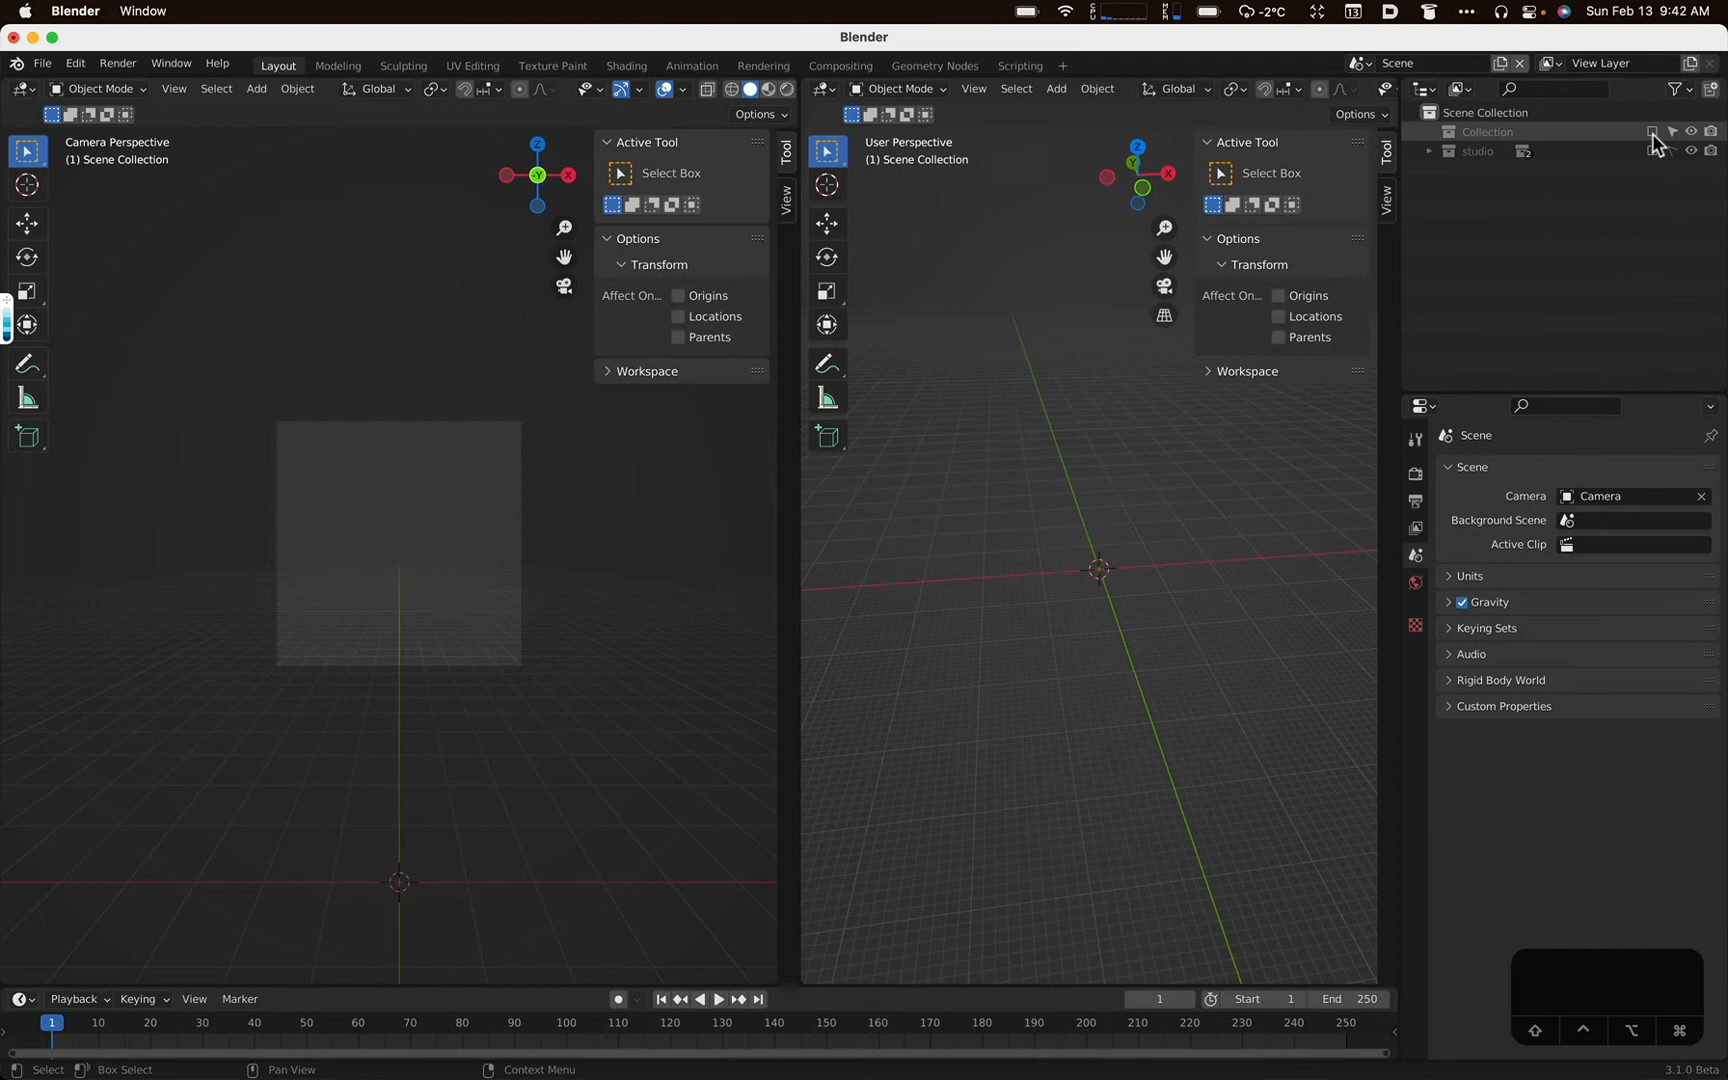 Blender Window
CPU MEM -2°C 13 Sun Feb 13 9:42 AM
Blender
File Edit Render Window Help
Layout Modeling Sculpting UV Editing Texture Paint Shading Animation Rendering Compositing Geometry Nodes Scripting +
Scene View Layer
Object Mode View Select Add Object Global
Object Mode View Select Add Object Global
Options
Options
Camera Perspective
(1) Scene Collection
Z
-Y
X
Active Tool
Select Box
Options
Transform
Affect On... Origins
Locations
Parents
Workspace
Tool
View
User Perspective
(1) Scene Collection
Z
Y
X
Active Tool
Select Box
Options
Transform
Affect On... Origins
Locations
Parents
Workspace
Tool
View
Scene Collection
Collection
studio 2
Scene
Scene
Camera Camera
Background Scene
Active Clip
Units
Gravity
Keying Sets
Audio
Rigid Body World
Custom Properties
Playback Keying View Marker
1 Start 1 End 250
1 10 20 30 40 50 60 70 80 90 100 110 120 130 140 150 160 170 180 190 200 210 220 230 240 250
Select Box Select Pan View Context Menu
3.1.0 Beta